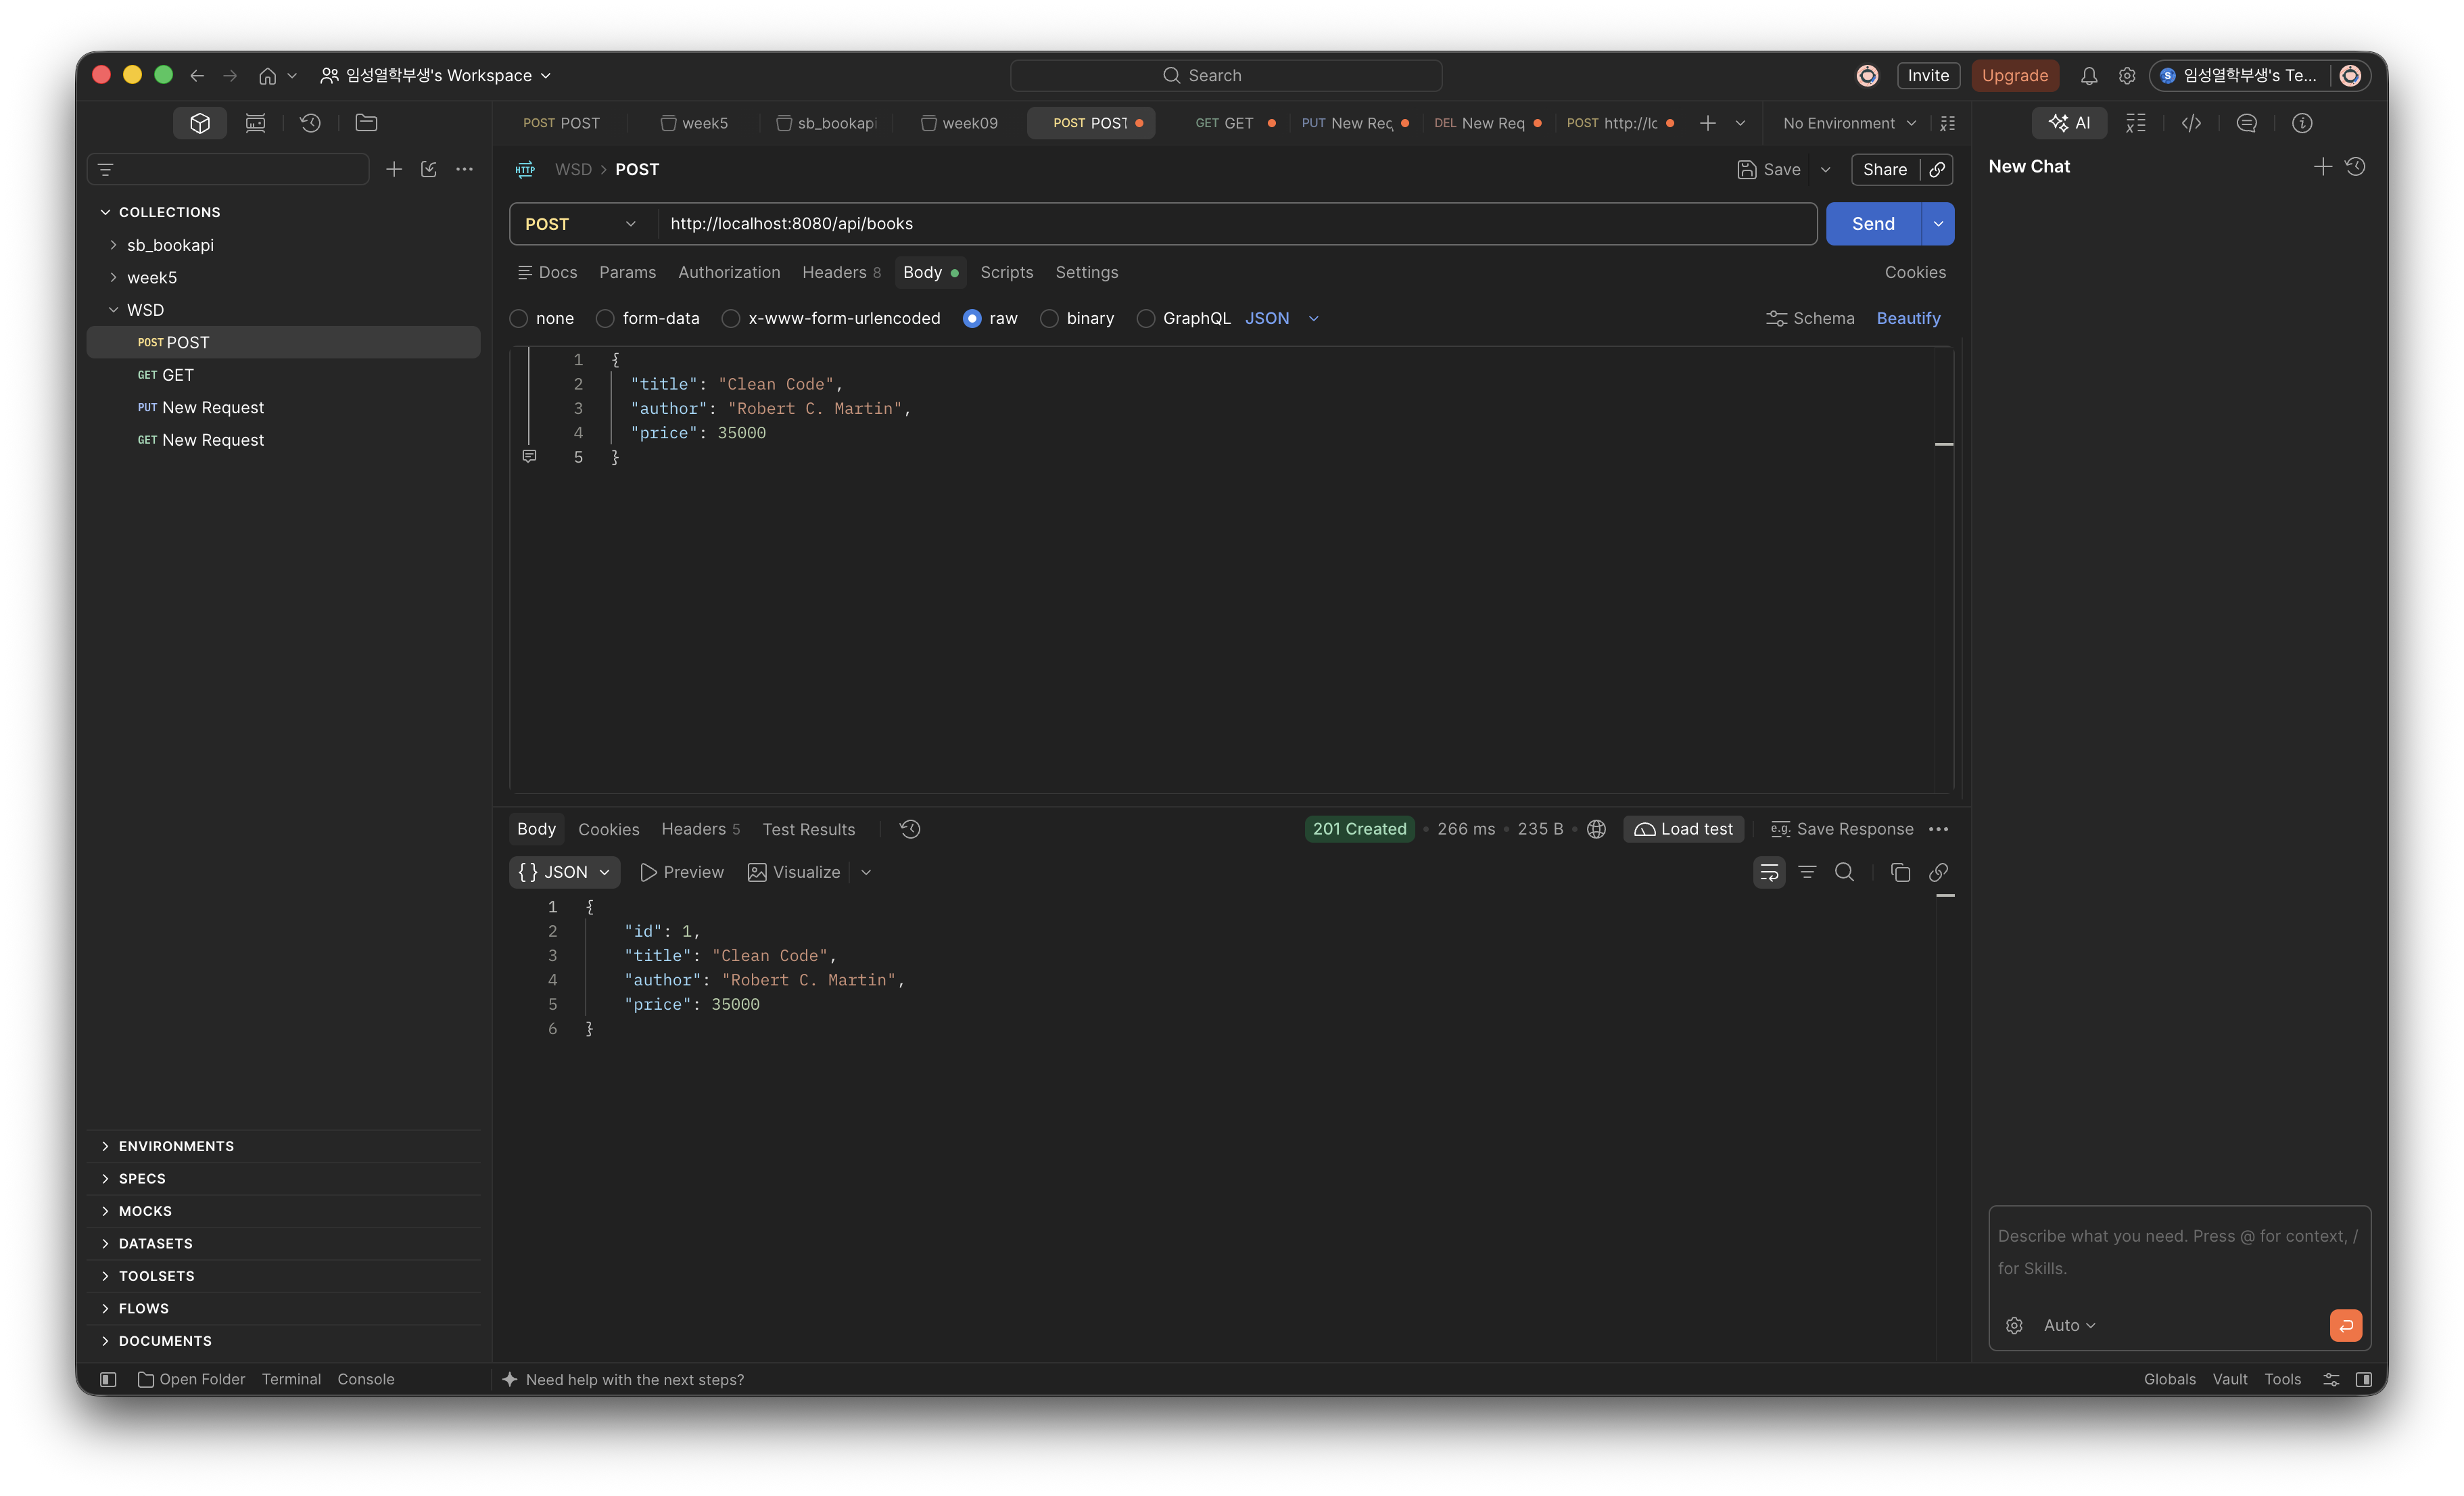 임성열학부생's Workspace
Search
Invite
Upgrade
S
임성열학부생's Te...
POST POST
week5
sb_bookapi
week09
POST POST
GET GET
PUT New Rec
DEL New Req
POST http://lc
No Environment
AI
WSD > POST
Save
Share
New Chat
COLLECTIONS
sb_bookapi
week5
WSD
POST POST
GET GET
PUT New Request
GET New Request
HTTP
POST
http://localhost:8080/api/books
Send
Docs
Params
Authorization
Headers 8
Body
Scripts
Settings
Cookies
none
form-data
x-www-form-urlencoded
raw
binary
GraphQL
JSON
Schema
Beautify
1 {
2 "title": "Clean Code",
3 "author": "Robert C. Martin",
4 "price": 35000
5 }
Body
Cookies
Headers 5
Test Results
201 Created
266 ms
235 B
Load test
e.g. Save Response
{} JSON
Preview
Visualize
1 {
2 "id": 1,
3 "title": "Clean Code",
4 "author": "Robert C. Martin",
5 "price": 35000
6 }
ENVIRONMENTS
SPECS
MOCKS
DATASETS
TOOLSETS
FLOWS
DOCUMENTS
Describe what you need. Press @ for context, /
for Skills.
Auto
Open Folder
Terminal
Console
Need help with the next steps?
Globals
Vault
Tools